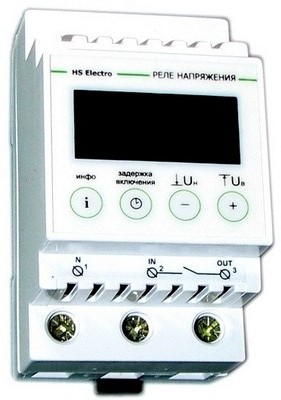 HS Electro РЕЛЕ НАПРЯЖЕНИЯ
инфо задержка включения Uн Uв
i − +
N IN OUT
1 2 3